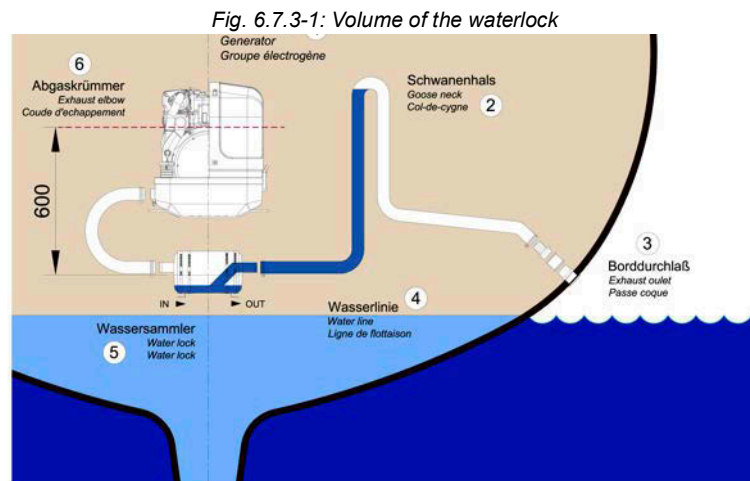 Fig. 6.7.3-1: Volume of the waterlock
Generator
Groupe électrogène
6
Abgaskrümmer
Exhaust elbow
Coude d'echappement
Schwanenhals
Goose neck
Col-de-cygne
2
600
3
Borddurchlaß
Exhaust oulet
Passe coque
IN
OUT
Wasserlinie
Water line
Ligne de flottaison
4
Wassersammler
Water lock
Water lock
5